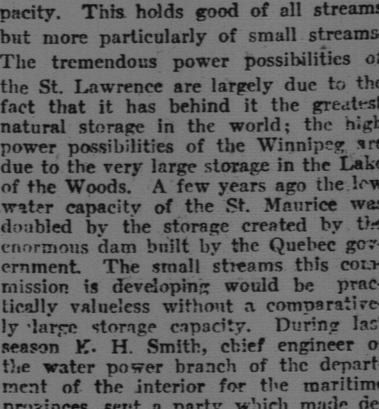 pacity. This holds good of all streams
but more particularly of small streams
The tremendous power possibilities of
the St. Lawrence are largely due to the
fact that it has behind it the greatest
natural storage in the world; the high
power possibilities of the Winnipeg are
due to the very large storage in the Lake
of the Woods. A few years ago the low
water capacity of the St. Maurice was
doubled by the storage created by the
enormous dam built by the Quebec gov-
ernment. The small streams this com-
mission is developing would be prac-
tically valueless without a comparative-
ly large storage capacity. During last
season K. H. Smith, chief engineer of
the water power branch of the depart
ment of the interior for the maritime
provinces sent a party which made de